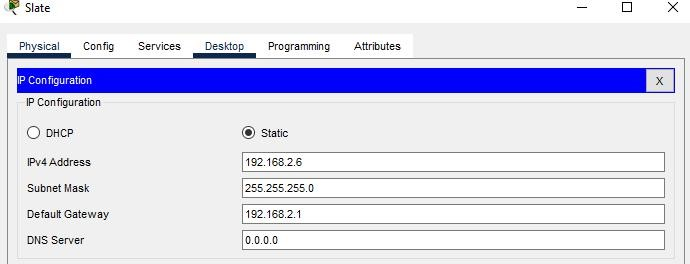 Slate
Physical Config Services Desktop Programming Attributes
IP Configuration X
IP Configuration
DHCP Static
IPv4 Address 192.168.2.6
Subnet Mask 255.255.255.0
Default Gateway 192.168.2.1
DNS Server 0.0.0.0